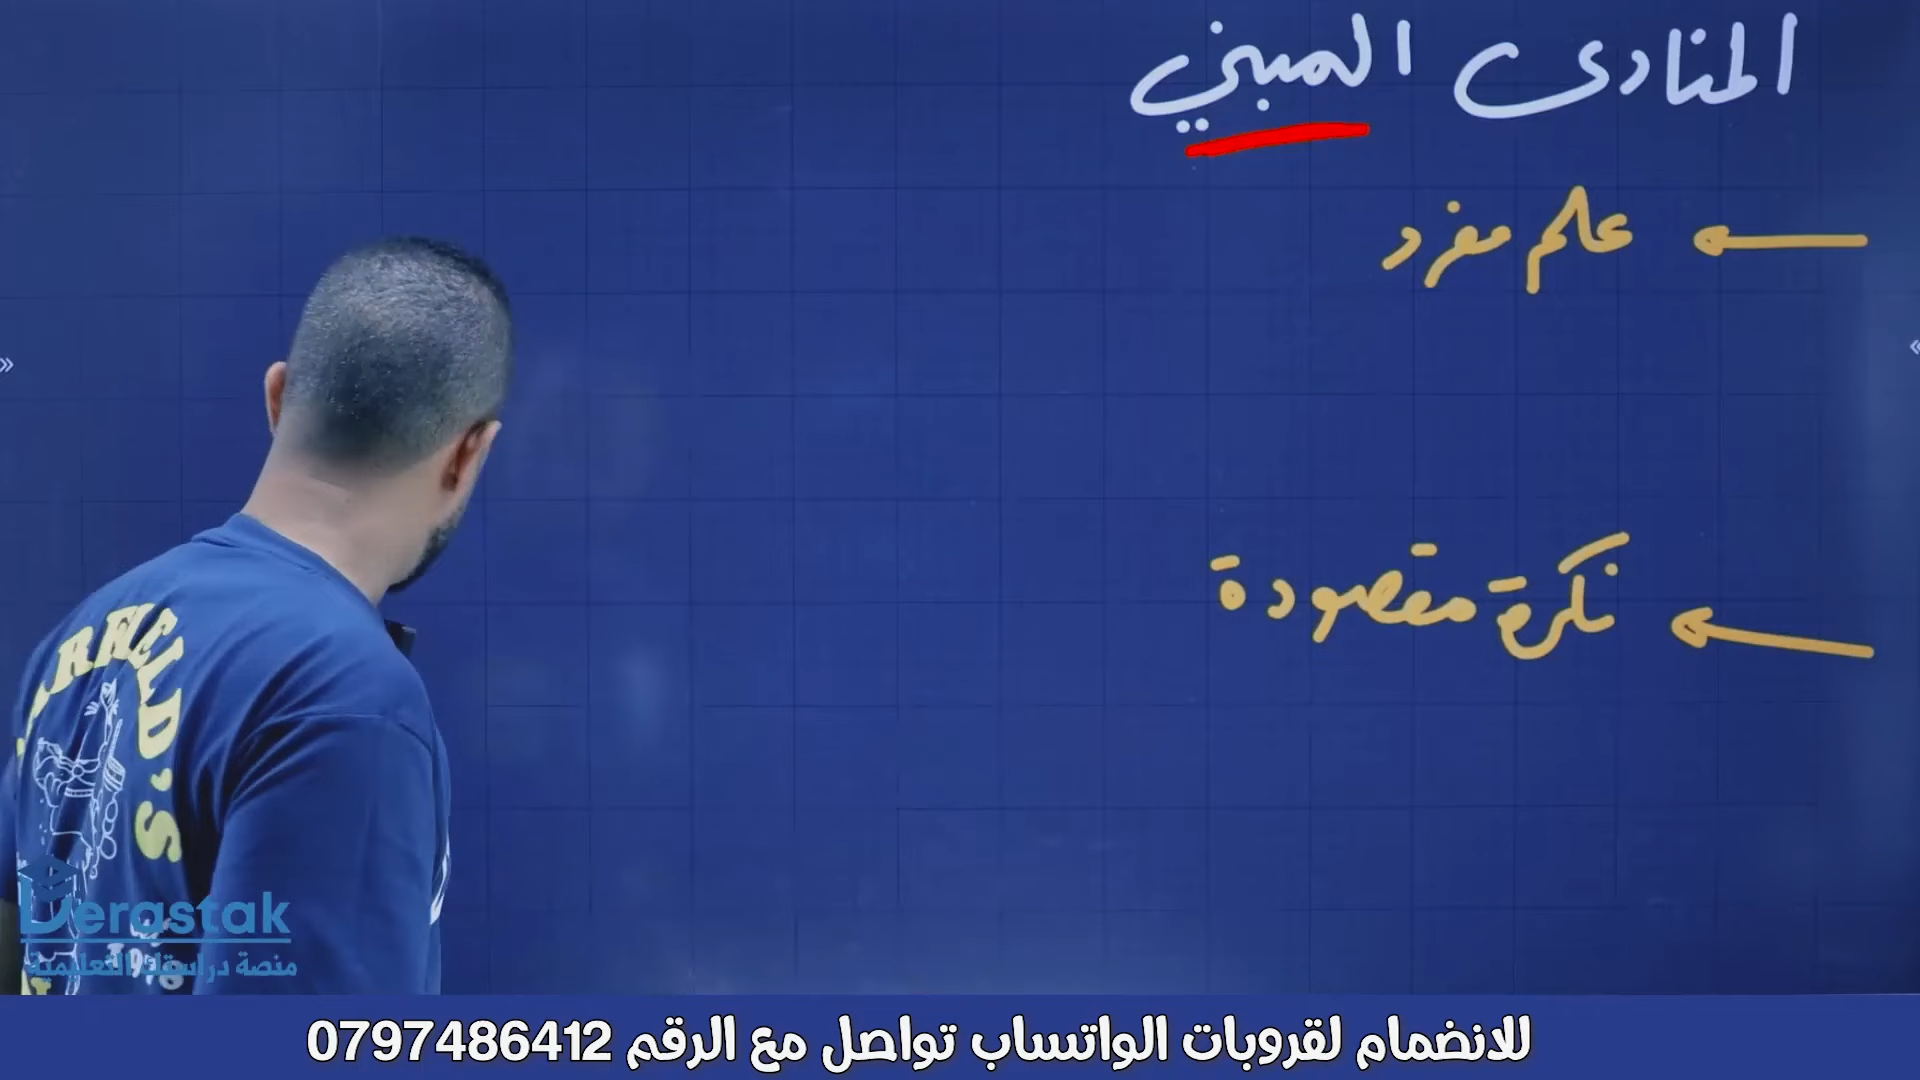 المنادى المبني
علم مفرد
نكرة مقصودة
Derastak
منصة دراستك التعليمية
للانضمام لقروبات الواتساب تواصل مع الرقم 0797486412